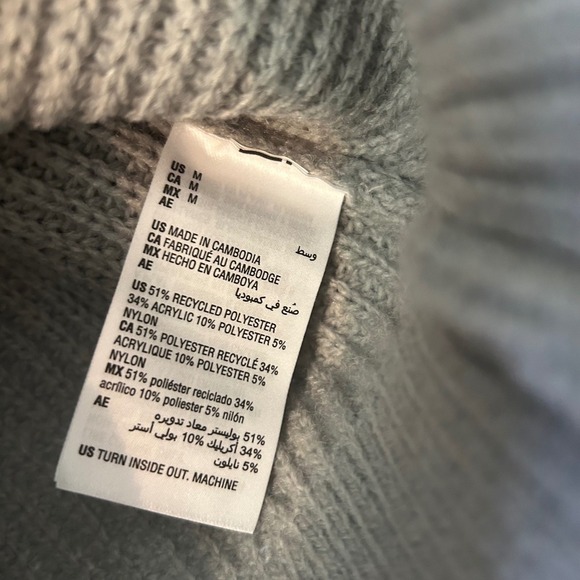 US M
CA M
MX M
AE
وسط
US MADE IN CAMBODIA
CA FABRIQUÉ AU CAMBODGE
MX HECHO EN CAMBOYA
AE
صُنع في كمبوديا
US 51% RECYCLED POLYESTER
34% ACRYLIC 10% POLYESTER 5%
NYLON
CA 51% POLYESTER RECYCLÉ 34%
ACRYLIQUE 10% POLYESTER 5%
NYLON
MX 51% poliéster reciclado 34%
acrílico 10% poliester 5% nilón
AE
51% بوليستر معاد تدويره
34% أكريليك 10% بولي أستر
5% نايلون
US TURN INSIDE OUT. MACHINE